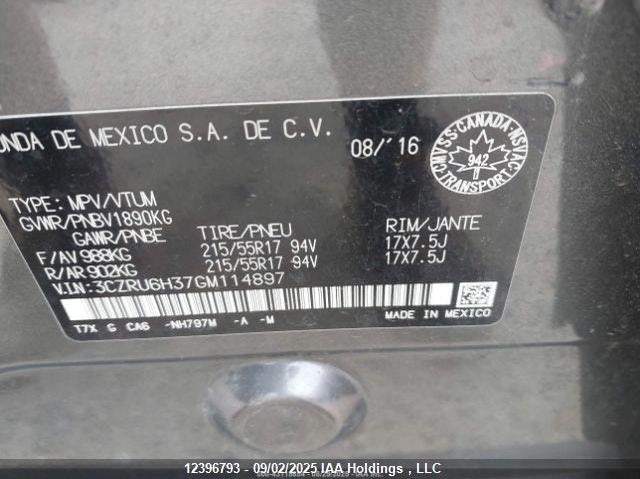 ONDA DE MEXICO S.A. DE C.V.
08/'16
CMVSS-CANADA-NSVAC
942
TRANSPORT
TYPE: MPV/VTUM
GVWR/PNBV1890KG
GAWR/PNBE TIRE/PNEU RIM/JANTE
F/AV 988KG 215/55R17 94V 17X7.5J
R/AR 902KG 215/55R17 94V 17X7.5J
V.I.N: 3CZRU6H37GM114897
T7X G CA6 -NH797M -A -M
MADE IN MEXICO
12396793 - 09/02/2025 IAA Holdings , LLC